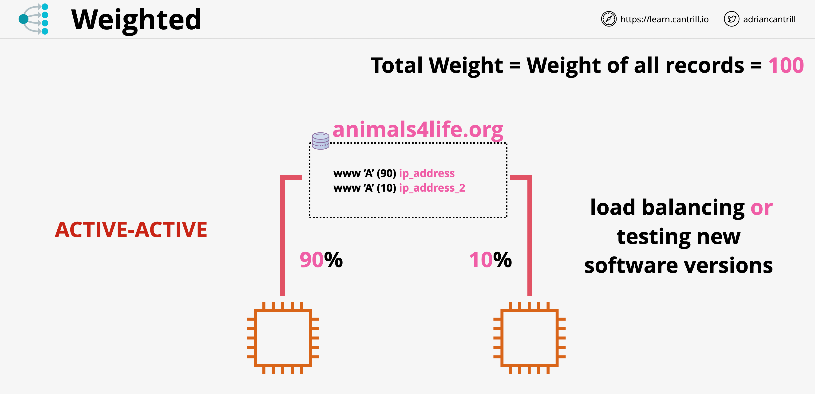 Weighted
https://learn.cantrill.io
adriancantrill
Total Weight = Weight of all records = 100
animals4life.org
www 'A' (90) ip_address
www 'A' (10) ip_address_2
ACTIVE-ACTIVE
90%
10%
load balancing or
testing new
software versions